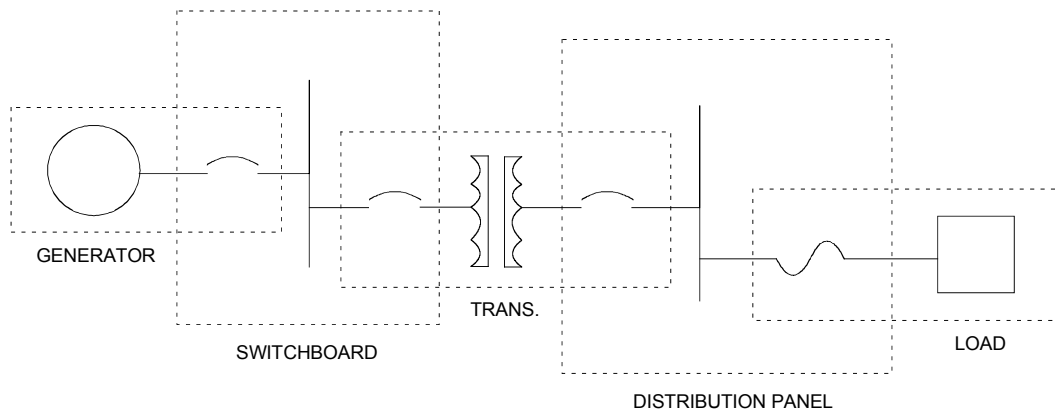 GENERATOR
SWITCHBOARD
TRANS.
DISTRIBUTION PANEL
LOAD